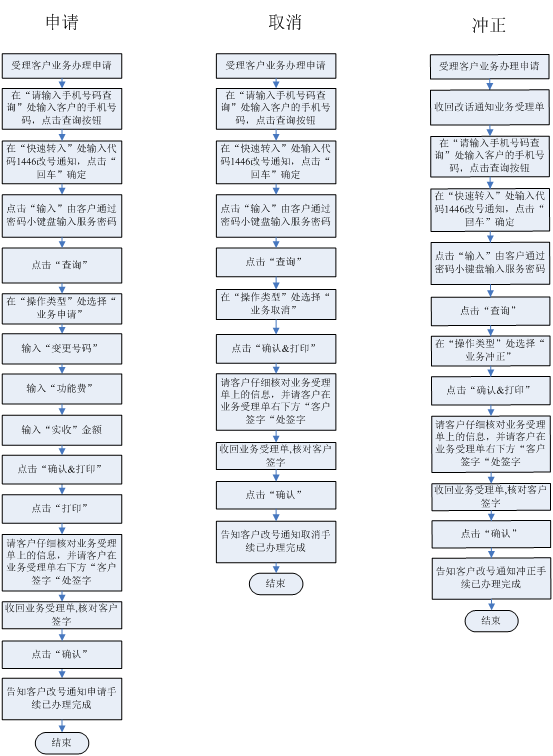 申请
受理客户业务办理申请
在“请输入手机号码查
询”处输入客户的手机号
码，点击查询按钮
在“快速转入”处输入代
码1446改号通知，点击“
回车”确定
点击“输入”由客户通过
密码小键盘输入服务密码
点击“查询”
在“操作类型”处选择“
业务申请”
输入“变更号码”
输入“功能费”
输入“实收”金额
点击“确认&打印”
点击“打印”
请客户仔细核对业务受理
单上的信息，并请客户在
业务受理单右下方“客户
签字“处签字
收回业务受理单,核对客户
签字
点击“确认”
告知客户改号通知申请手
续已办理完成
结束
取消
受理客户业务办理申请
在“请输入手机号码查
询”处输入客户的手机号
码，点击查询按钮
在“快速转入”处输入代
码1446改号通知，点击“
回车”确定
点击“输入”由客户通过
密码小键盘输入服务密码
点击“查询”
在“操作类型”处选择“
业务取消”
点击“确认&打印”
请客户仔细核对业务受理
单上的信息，并请客户在
业务受理单右下方“客户
签字“处签字
收回业务受理单,核对客户
签字
点击“确认”
告知客户改号通知取消手
续已办理完成
结束
冲正
受理客户业务办理申请
收回改话通知业务受理单
在“请输入手机号码查
询”处输入客户的手机号
码，点击查询按钮
在“快速转入”处输入代
码1446改号通知，点击“
回车”确定
点击“输入”由客户通过
密码小键盘输入服务密码
点击“查询”
在“操作类型”处选择“
业务冲正”
点击“确认&打印”
请客户仔细核对业务受理
单上的信息，并请客户在
业务受理单右下方“客户
签字“处签字
收回业务受理单,核对客户
签字
点击“确认”
告知客户改号通知冲正手
续已办理完成
结束